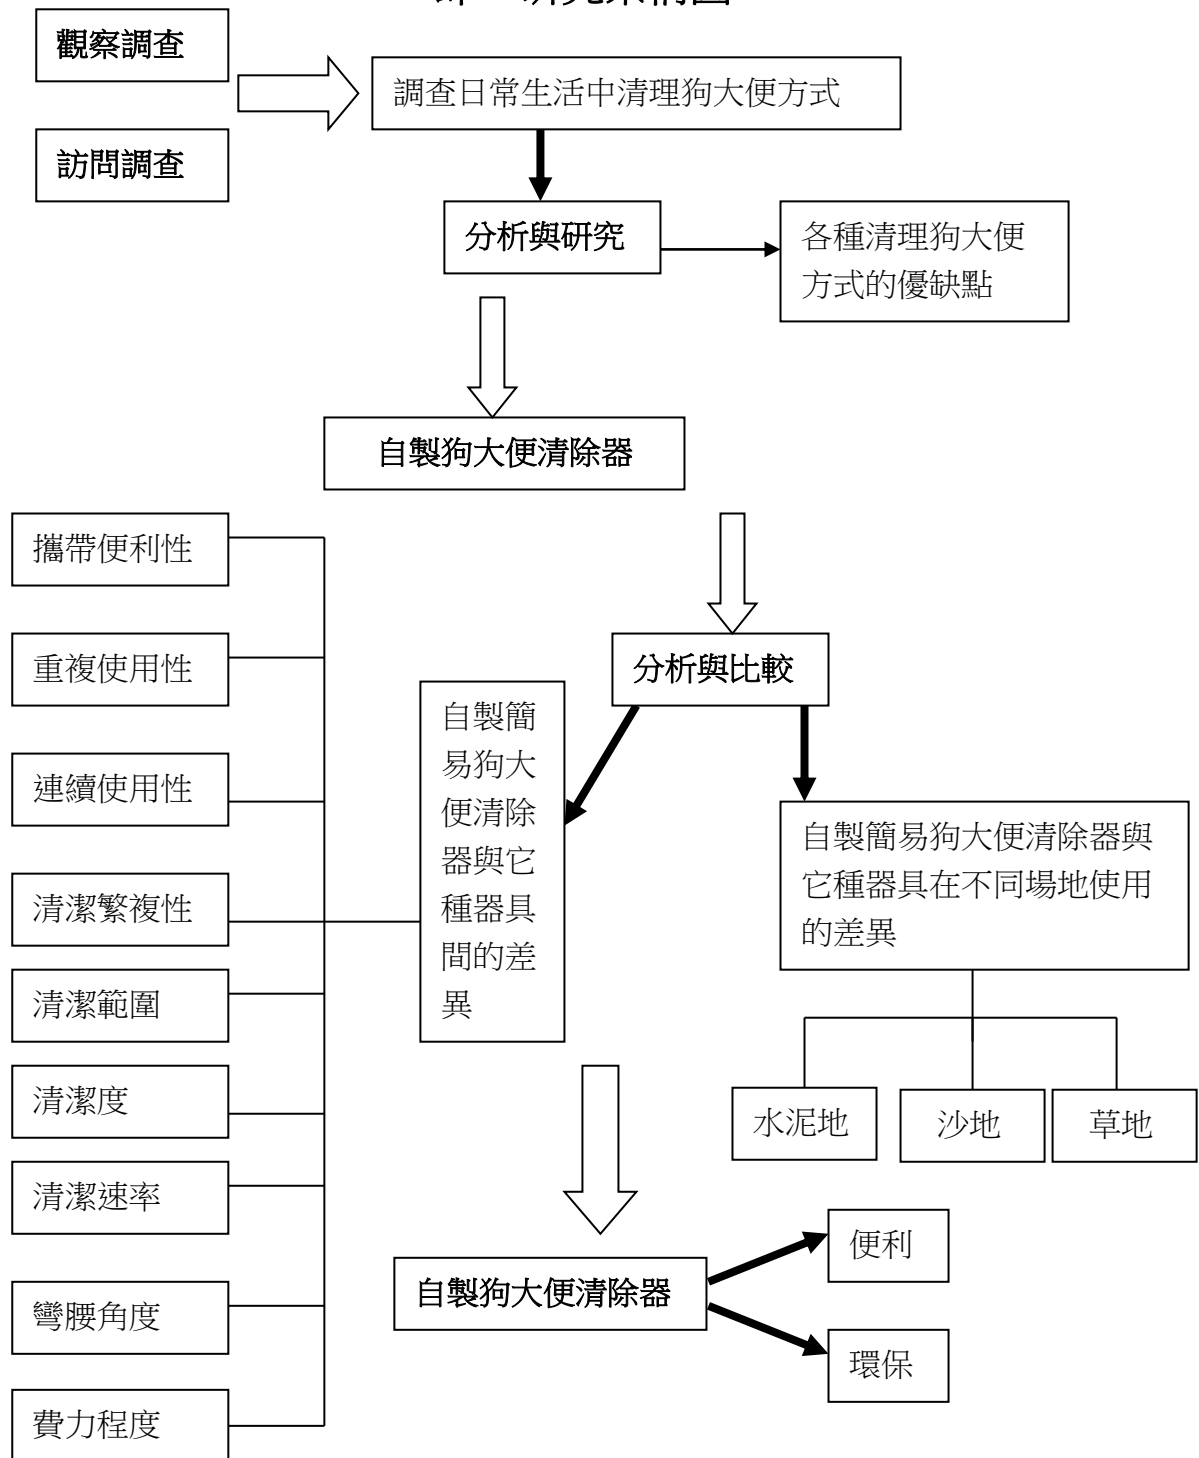 研究架構圖
觀察調查
調查日常生活中清理狗大便方式
訪問調查
分析與研究
各種清理狗大便
方式的優缺點
自製狗大便清除器
攜帶便利性
重複使用性
連續使用性
清潔繁複性
清潔範圍
清潔度
清潔速率
彎腰角度
費力程度
分析與比較
自製簡
易狗大
便清除
器與它
種器具
間的差
異
自製簡易狗大便清除器與
它種器具在不同場地使用
的差異
水泥地
沙地
草地
自製狗大便清除器
便利
環保